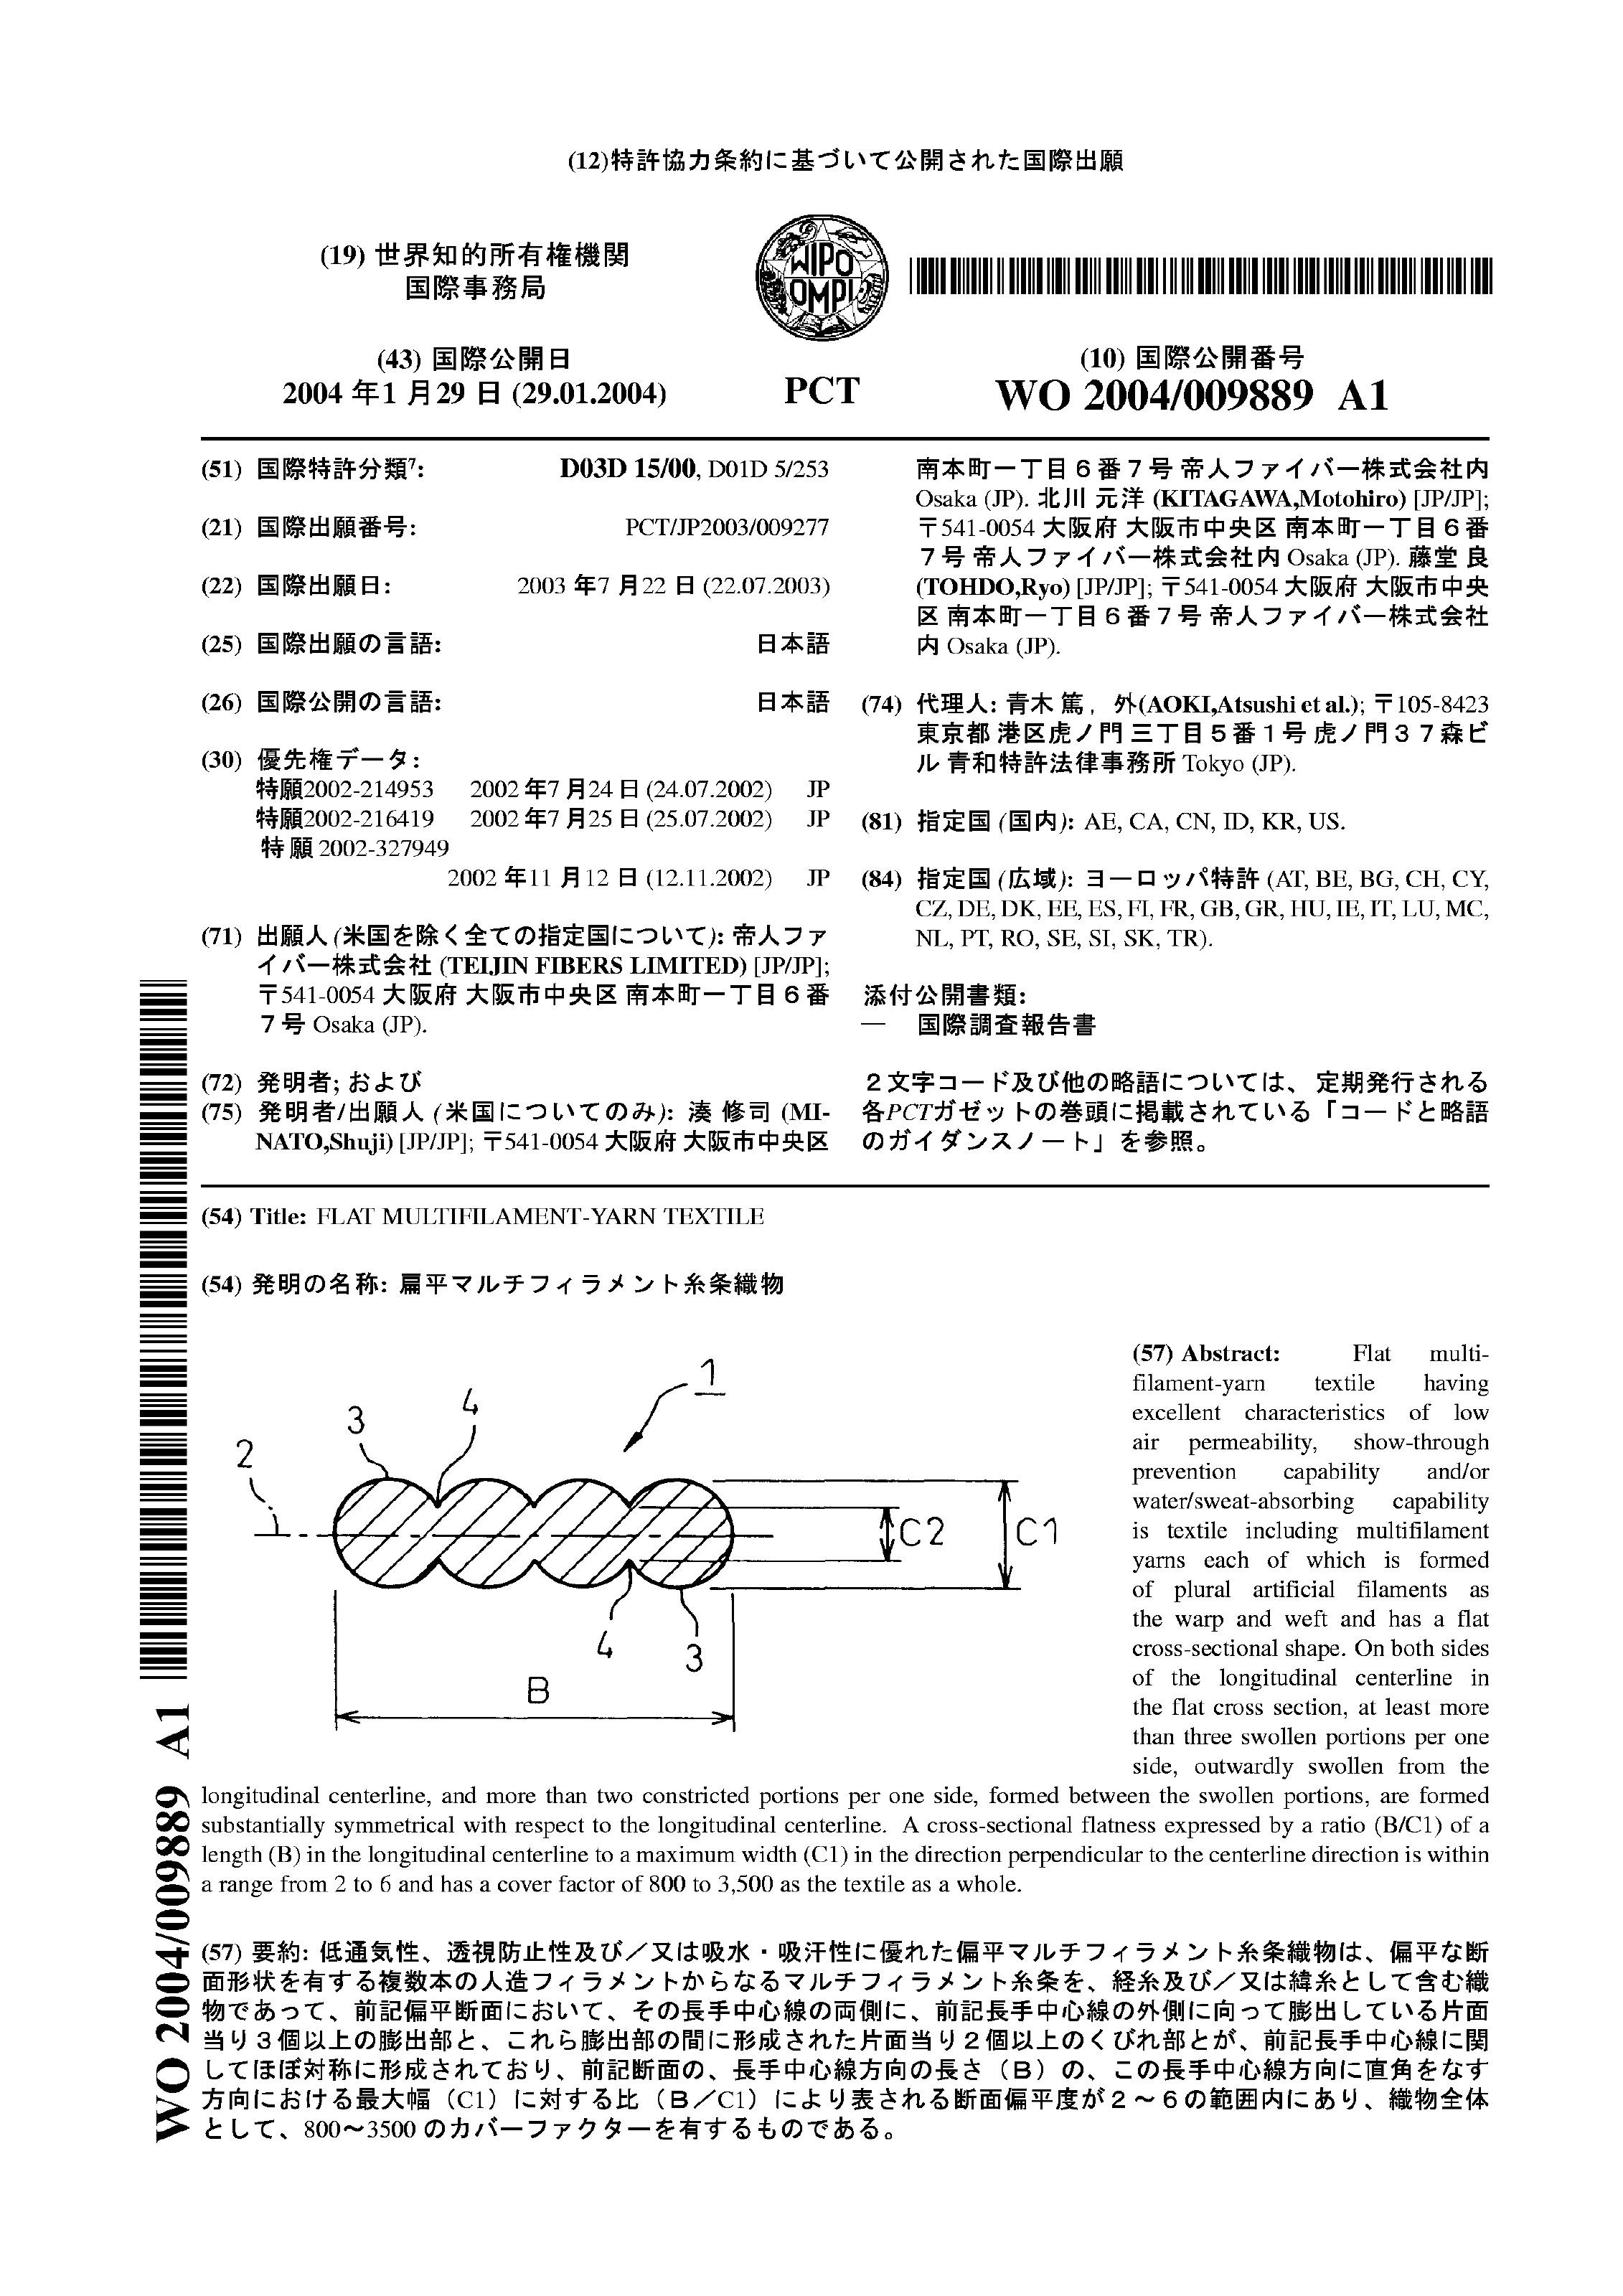 (12)特許協力条約に基づいて公開された国際出願
(19) 世界知的所有権機関
国際事務局
WIPO
OMPI
(43) 国際公開日
2004 年1 月29 日 (29.01.2004)
PCT
(10) 国際公開番号
WO 2004/009889 A1
(51) 国際特許分類7: D03D 15/00, D01D 5/253
(21) 国際出願番号: PCT/JP2003/009277
(22) 国際出願日: 2003 年7 月22 日 (22.07.2003)
(25) 国際出願の言語: 日本語
(26) 国際公開の言語: 日本語
(30) 優先権データ:
特願2002-214953 2002 年7 月24 日 (24.07.2002) JP
特願2002-216419 2002 年7 月25 日 (25.07.2002) JP
特願 2002-327949
2002 年11 月12 日 (12.11.2002) JP
(71) 出願人 (米国を除く全ての指定国について): 帝人ファ
イバー株式会社 (TEIJIN FIBERS LIMITED) [JP/JP];
〒541-0054 大阪府 大阪市中央区 南本町一丁目６番
７号 Osaka (JP).
(72) 発明者; および
(75) 発明者/出願人 (米国についてのみ): 湊 修司 (MI-
NATO,Shuji) [JP/JP]; 〒541-0054 大阪府 大阪市中央区
南本町一丁目６番７号 帝人ファイバー株式会社内
Osaka (JP). 北川 元洋 (KITAGAWA,Motohiro) [JP/JP];
〒541-0054 大阪府 大阪市中央区 南本町一丁目６番
７号 帝人ファイバー株式会社内 Osaka (JP). 藤堂 良
(TOHDO,Ryo) [JP/JP]; 〒541-0054 大阪府 大阪市中央
区 南本町一丁目６番７号 帝人ファイバー株式会社
内 Osaka (JP).
(74) 代理人: 青木 篤, 外(AOKI,Atsushi et al.); 〒105-8423
東京都 港区虎ノ門 三丁目５番１号 虎ノ門３７森ビ
ル 青和特許法律事務所 Tokyo (JP).
(81) 指定国 (国内): AE, CA, CN, ID, KR, US.
(84) 指定国 (広域): ヨーロッパ特許 (AT, BE, BG, CH, CY,
CZ, DE, DK, EE, ES, FI, FR, GB, GR, HU, IE, IT, LU, MC,
NL, PT, RO, SE, SI, SK, TR).
添付公開書類:
— 国際調査報告書
２文字コード及び他の略語については、定期発行される
各PCTガゼットの巻頭に掲載されている「コードと略語
のガイダンスノート」を参照。
(54) Title: FLAT MULTIFILAMENT-YARN TEXTILE
(54) 発明の名称: 扁平マルチフィラメント糸条織物
1
4
3
2
C2
C1
4
3
B
(57) Abstract: Flat multi-
filament-yarn textile having
excellent characteristics of low
air permeability, show-through
prevention capability and/or
water/sweat-absorbing capability
is textile including multifilament
yarns each of which is formed
of plural artificial filaments as
the warp and weft and has a flat
cross-sectional shape. On both sides
of the longitudinal centerline in
the flat cross section, at least more
than three swollen portions per one
side, outwardly swollen from the
longitudinal centerline, and more than two constricted portions per one side, formed between the swollen portions, are formed
substantially symmetrical with respect to the longitudinal centerline. A cross-sectional flatness expressed by a ratio (B/C1) of a
length (B) in the longitudinal centerline to a maximum width (C1) in the direction perpendicular to the centerline direction is within
a range from 2 to 6 and has a cover factor of 800 to 3,500 as the textile as a whole.
(57) 要約: 低通気性、透視防止性及び／又は吸水・吸汗性に優れた偏平マルチフィラメント糸条織物は、偏平な断
面形状を有する複数本の人造フィラメントからなるマルチフィラメント糸条を、経糸及び／又は緯糸として含む織
物であって、前記偏平断面において、その長手中心線の両側に、前記長手中心線の外側に向って膨出している片面
当り３個以上の膨出部と、これら膨出部の間に形成された片面当り２個以上のくびれ部とが、前記長手中心線に関
してほぼ対称に形成されており、前記断面の、長手中心線方向の長さ（Ｂ）の、この長手中心線方向に直角をなす
方向における最大幅（C1）に対する比（Ｂ／C1）により表される断面偏平度が２～６の範囲内にあり、織物全体
として、800～3500 のカバーファクターを有するものである。
WO 2004/009889 A1